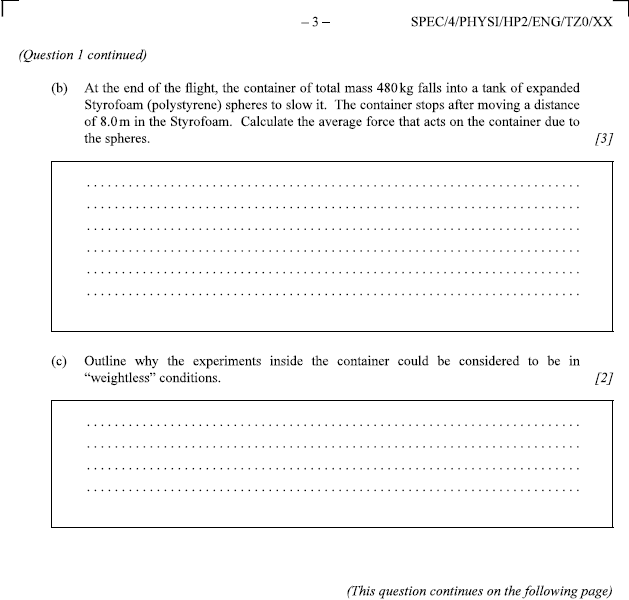 – 3 – SPEC/4/PHYSI/HP2/ENG/TZ0/XX
(Question 1 continued)
(b) At the end of the flight, the container of total mass 480 kg falls into a tank of expanded
Styrofoam (polystyrene) spheres to slow it. The container stops after moving a distance
of 8.0 m in the Styrofoam. Calculate the average force that acts on the container due to
the spheres. [3]
(c) Outline why the experiments inside the container could be considered to be in
“weightless” conditions. [2]
(This question continues on the following page)